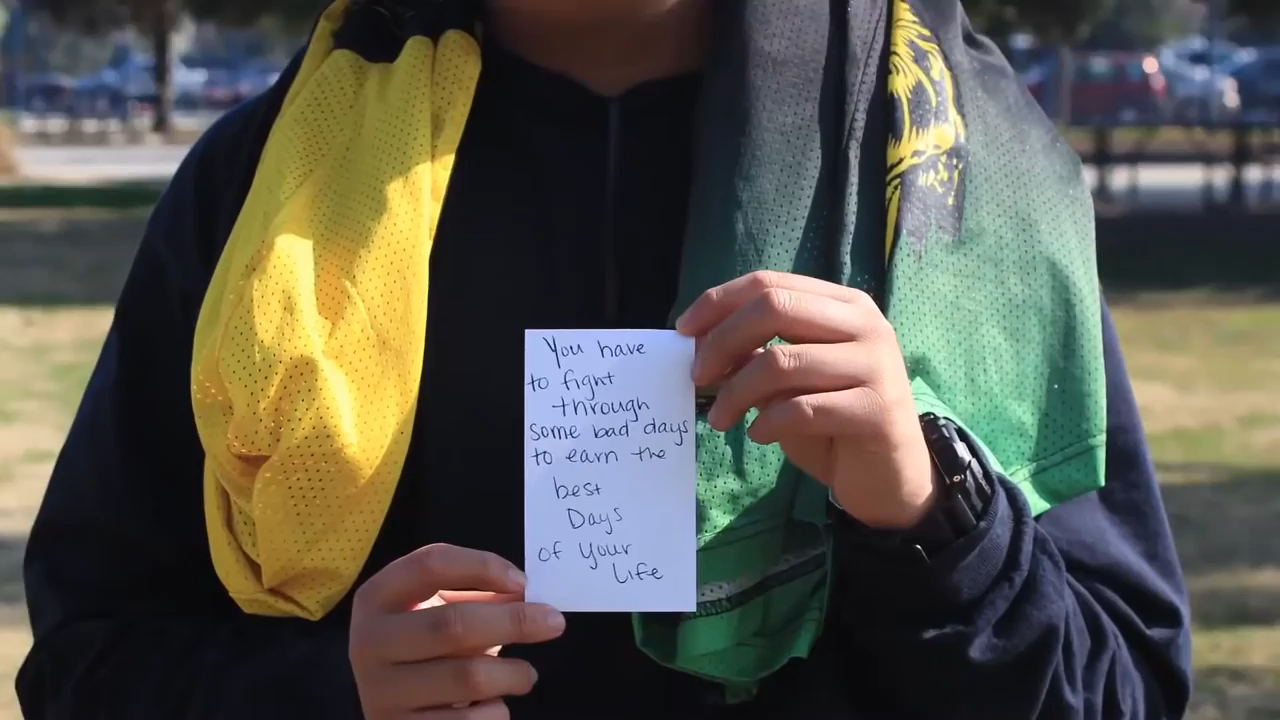 You have
to fight
through
some bad days
to earn the
best
Days
of your
Life